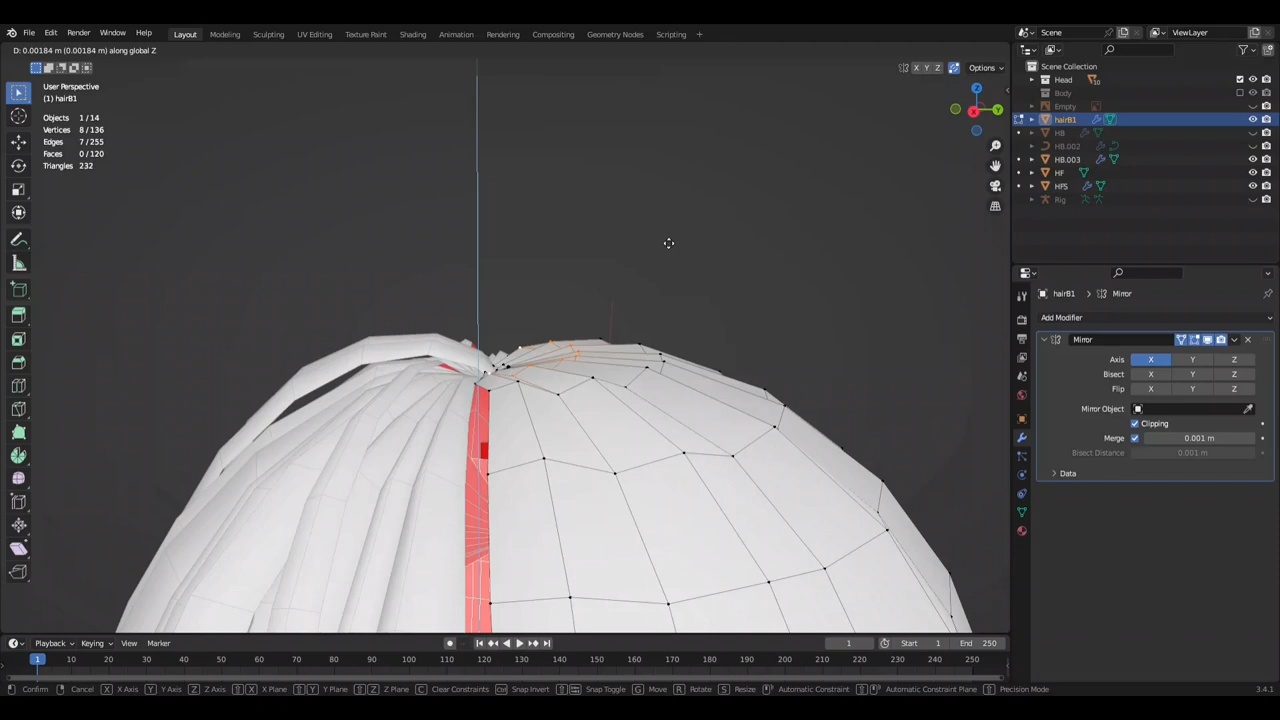 File Edit Render Window Help Layout Modeling Sculpting UV Editing Texture Paint Shading Animation Rendering Compositing Geometry Nodes Scripting + Scene ViewLayer
D: 0.00184 m (0.00184 m) along global Z
X Y Z Options
Scene Collection
Head 10
Body
Empty
hairB1
HB
HB.002
HB.003
HF
HFS
Rig
User Perspective
(1) hairB1
Objects 1 / 14
Vertices 8 / 136
Edges 7 / 255
Faces 0 / 120
Triangles 232
Z
Y
X
hairB1 > Mirror
Add Modifier
Mirror
Axis X Y Z
Bisect X Y Z
Flip X Y Z
Mirror Object
Clipping
Merge 0.001 m
Bisect Distance 0.001 m
Data
Playback Keying View Marker 1 Start 1 End 250
1 10 20 30 40 50 60 70 80 90 100 110 120 130 140 150 160 170 180 190 200 210 220 230 240 250
Confirm Cancel X X Axis Y Y Axis Z Z Axis X X Plane Y Y Plane Z Z Plane C Clear Constraints Ctrl Snap Invert Snap Toggle G Move R Rotate S Resize Automatic Constraint Automatic Constraint Plane Precision Mode 3.4.1